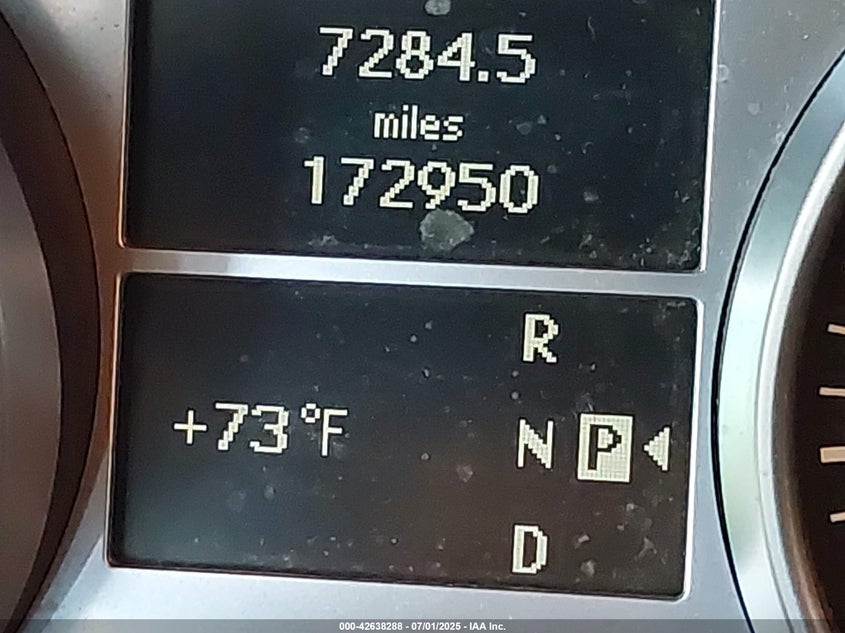 7284.5
miles
172950
R
+73°F
N P
D
000-42638288 - 07/01/2025 - IAA Inc.